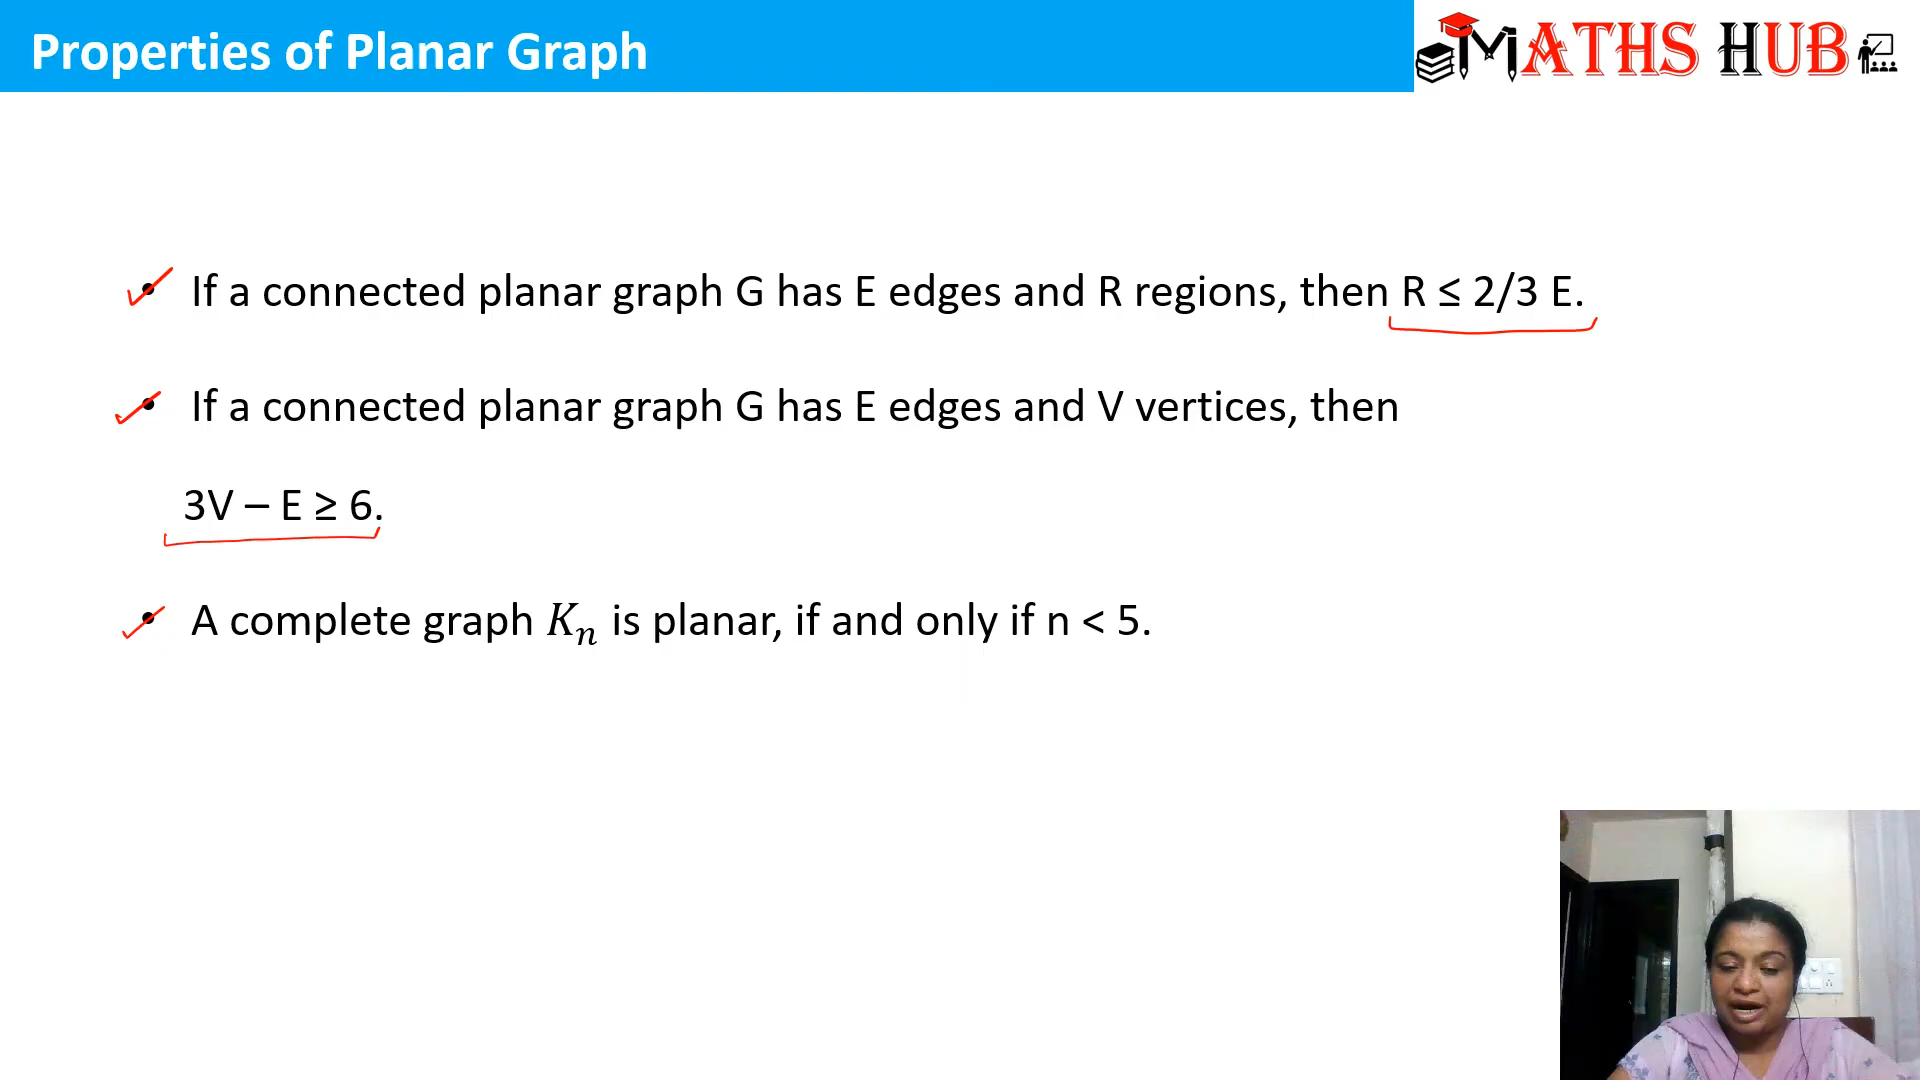 Properties of Planar Graph
MATHS HUB
• If a connected planar graph G has E edges and R regions, then R ≤ 2/3 E.
• If a connected planar graph G has E edges and V vertices, then
3V – E ≥ 6.
• A complete graph Kₙ is planar, if and only if n < 5.